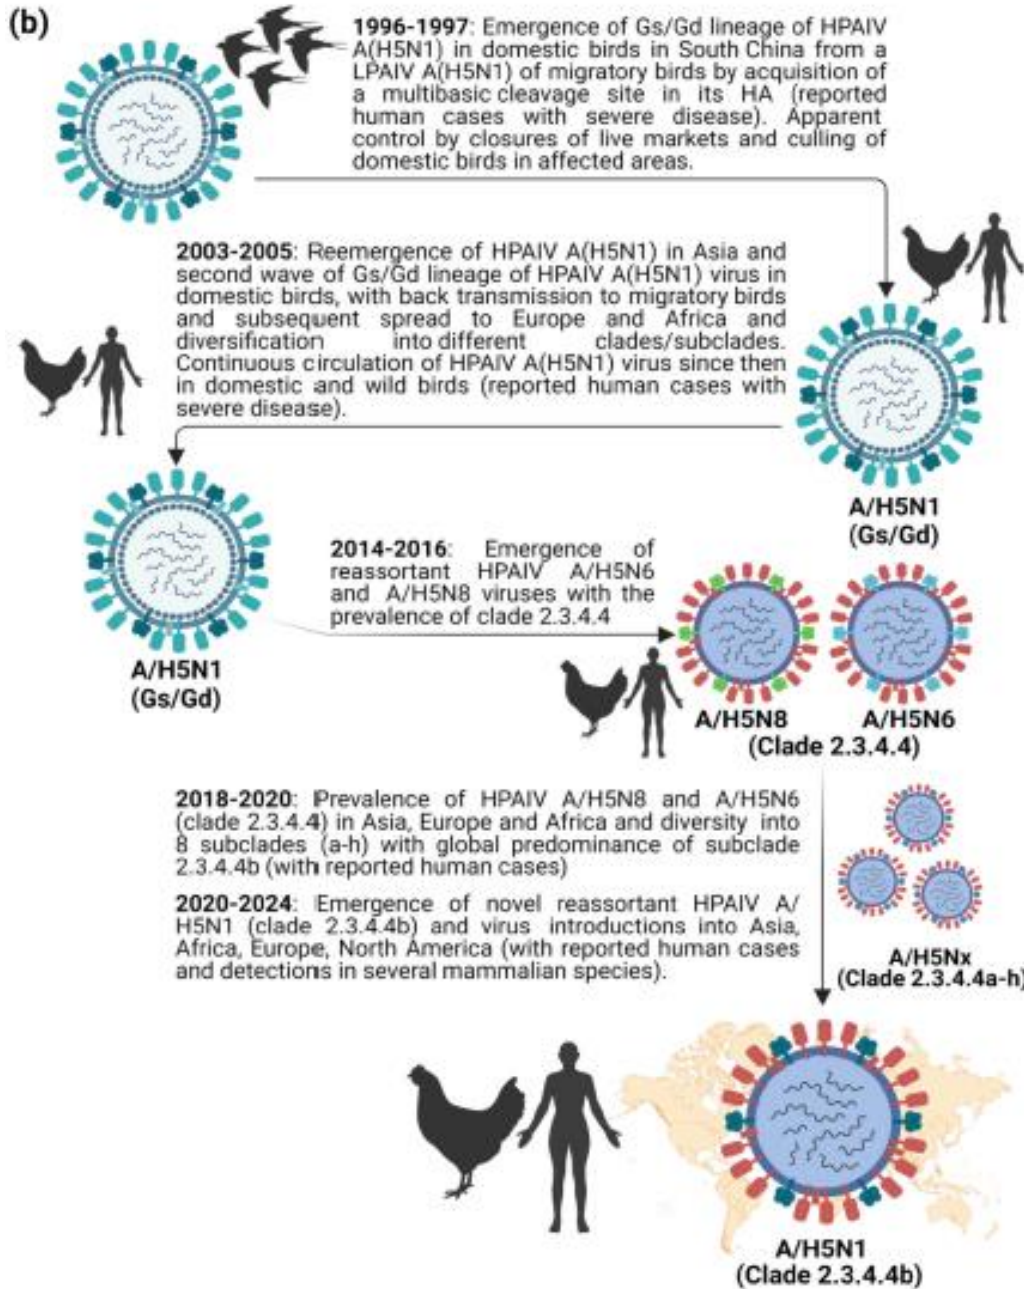 (b)
1996-1997: Emergence of Gs/Gd lineage of HPAIV
A(H5N1) in domestic birds in South China from a
LPAIV A(H5N1) of migratory birds by acquisition of
a multibasic cleavage site in its HA (reported
human cases with severe disease). Apparent
control by closures of live markets and culling of
domestic birds in affected areas.
2003-2005: Reemergence of HPAIV A(H5N1) in Asia and
second wave of Gs/Gd lineage of HPAIV A(H5N1) virus in
domestic birds, with back transmission to migratory birds
and subsequent spread to Europe and Africa and
diversification into different clades/subclades.
Continuous circulation of HPAIV A(H5N1) virus since then
in domestic and wild birds (reported human cases with
severe disease).
A/H5N1
(Gs/Gd)
2014-2016: Emergence of
reassortant HPAIV A/H5N6
and A/H5N8 viruses with the
prevalence of clade 2.3.4.4
A/H5N1
(Gs/Gd)
A/H5N8 A/H5N6
(Clade 2.3.4.4)
2018-2020: Prevalence of HPAIV A/H5N8 and A/H5N6
(clade 2.3.4.4) in Asia, Europe and Africa and diversity into
8 subclades (a-h) with global predominance of subclade
2.3.4.4b (with reported human cases)
2020-2024: Emergence of novel reassortant HPAIV A/
H5N1 (clade 2.3.4.4b) and virus introductions into Asia,
Africa, Europe, North America (with reported human cases
and detections in several mammalian species).
A/H5Nx
(Clade 2.3.4.4a-h)
A/H5N1
(Clade 2.3.4.4b)